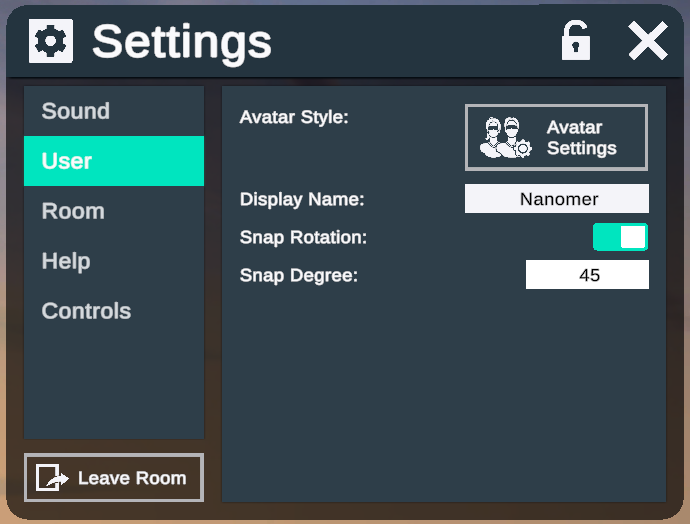 Settings
Sound
User
Room
Help
Controls
Leave Room
Avatar Style:
Avatar
Settings
Display Name:
Nanomer
Snap Rotation:
Snap Degree:
45